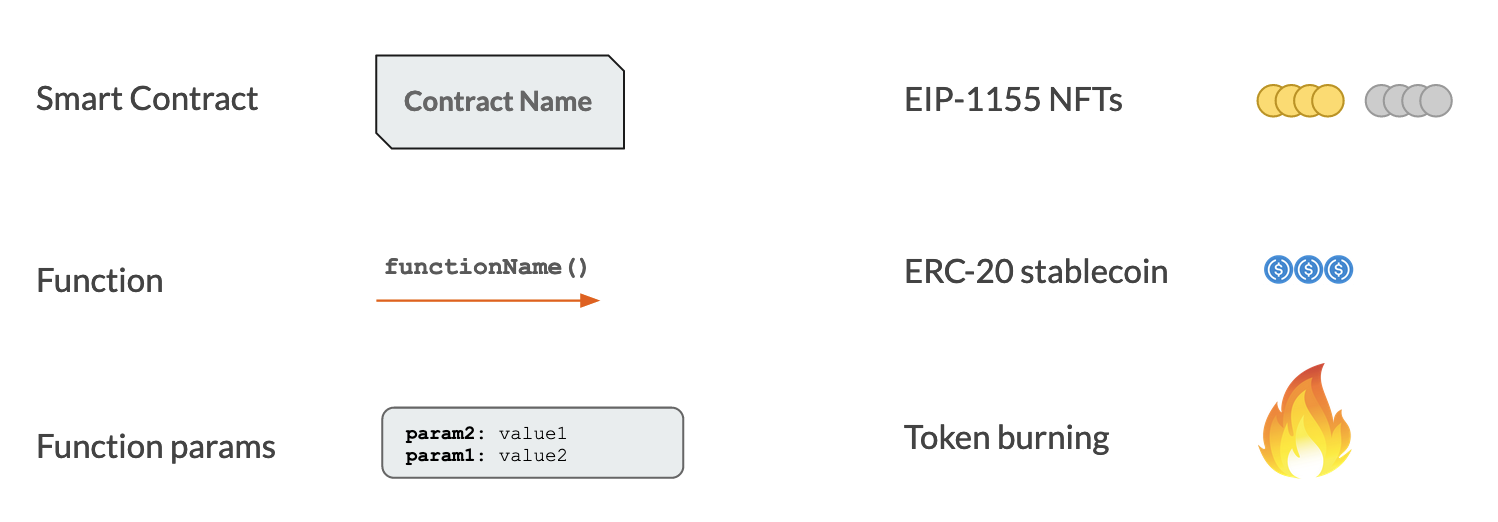 Smart Contract
Contract Name
EIP-1155 NFTs
Function
functionName()
ERC-20 stablecoin
Function params
param2: value1
param1: value2
Token burning